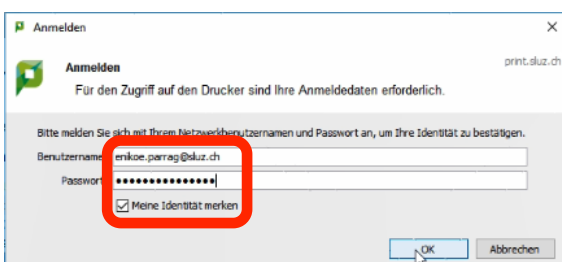 Anmelden
print.sluz.ch
Anmelden
Für den Zugriff auf den Drucker sind Ihre Anmeldedaten erforderlich.
Bitte melden Sie sich mit Ihrem Netzwerkbenutzernamen und Passwort an, um Ihre Identität zu bestätigen.
Benutzername enikoe.parrag@sluz.ch
Passwort ●●●●●●●●●●●●●●●
Meine Identität merken
OK Abbrechen